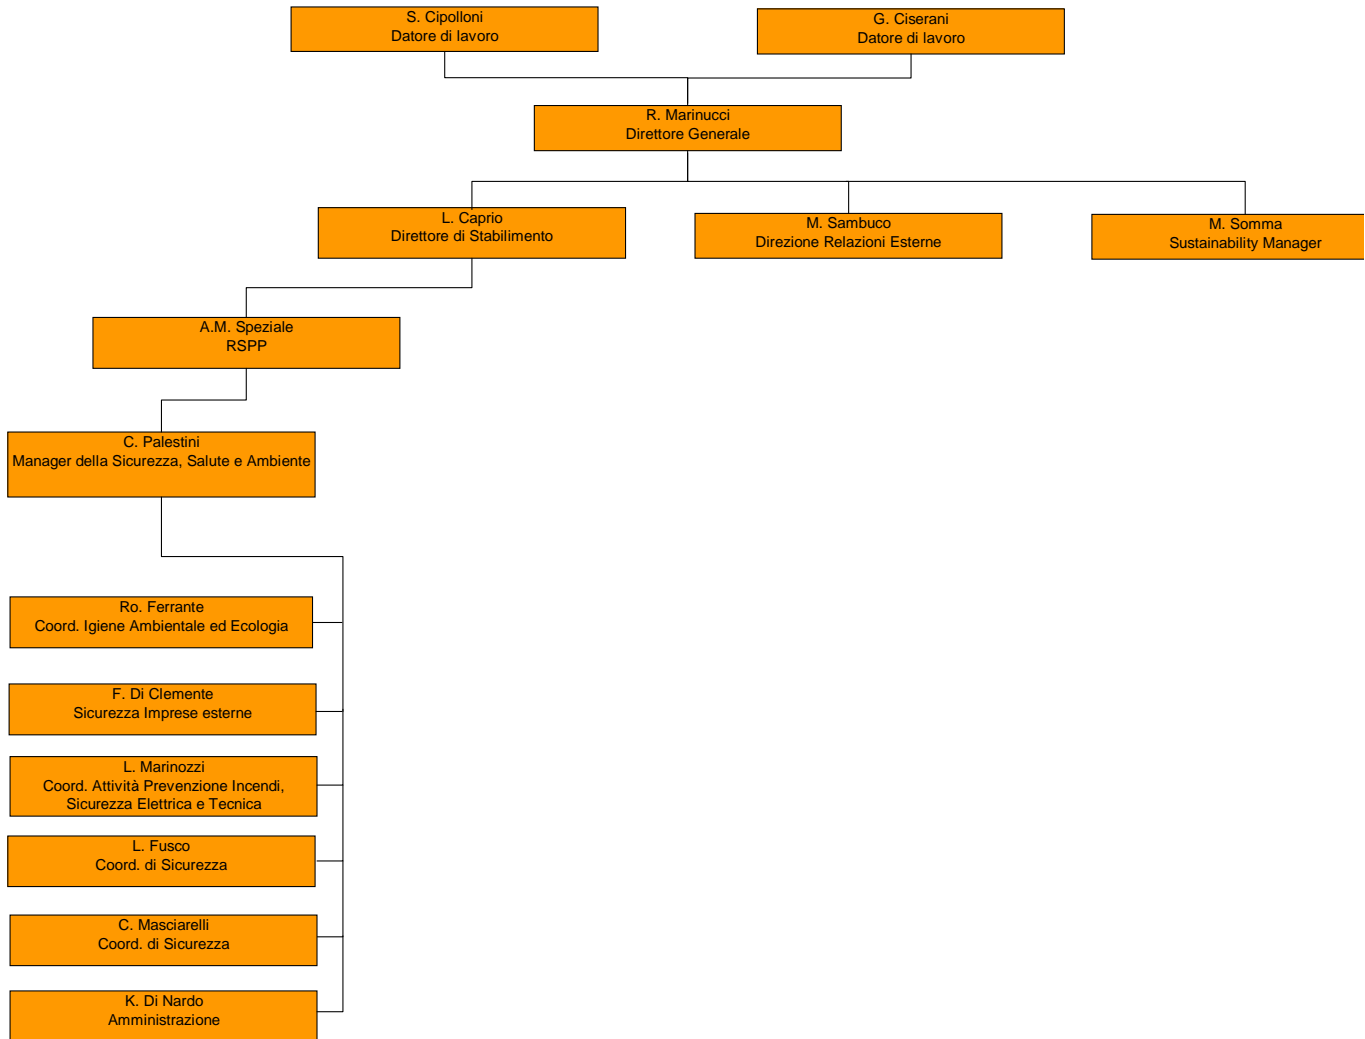 S. Cipolloni
Datore di lavoro
G. Ciserani
Datore di lavoro
R. Marinucci
Direttore Generale
L. Caprio
Direttore di Stabilimento
M. Sambuco
Direzione Relazioni Esterne
M. Somma
Sustainability Manager
A.M. Speziale
RSPP
C. Palestini
Manager della Sicurezza, Salute e Ambiente
Ro. Ferrante
Coord. Igiene Ambientale ed Ecologia
F. Di Clemente
Sicurezza Imprese esterne
L. Marinozzi
Coord. Attività Prevenzione Incendi,
Sicurezza Elettrica e Tecnica
L. Fusco
Coord. di Sicurezza
C. Masciarelli
Coord. di Sicurezza
K. Di Nardo
Amministrazione